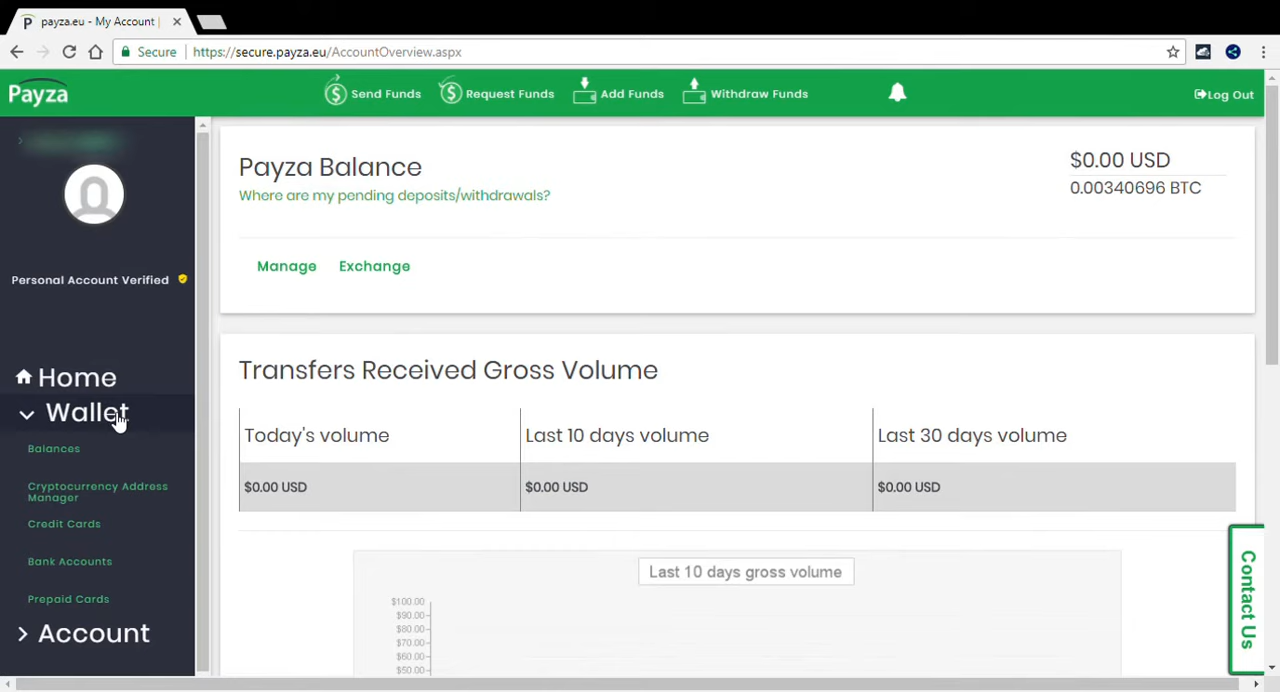 payza.eu - My Account |
Secure https://secure.payza.eu/AccountOverview.aspx
Payza
Send Funds
Request Funds
Add Funds
Withdraw Funds
Log Out
Personal Account Verified
Home
Wallet
Balances
Cryptocurrency Address
Manager
Credit Cards
Bank Accounts
Prepaid Cards
Account
Payza Balance
Where are my pending deposits/withdrawals?
$0.00 USD
0.00340696 BTC
Manage Exchange
Transfers Received Gross Volume
Today's volume Last 10 days volume Last 30 days volume
$0.00 USD $0.00 USD $0.00 USD
Last 10 days gross volume
$100.00
$90.00
$80.00
$70.00
$60.00
$50.00
Contact Us